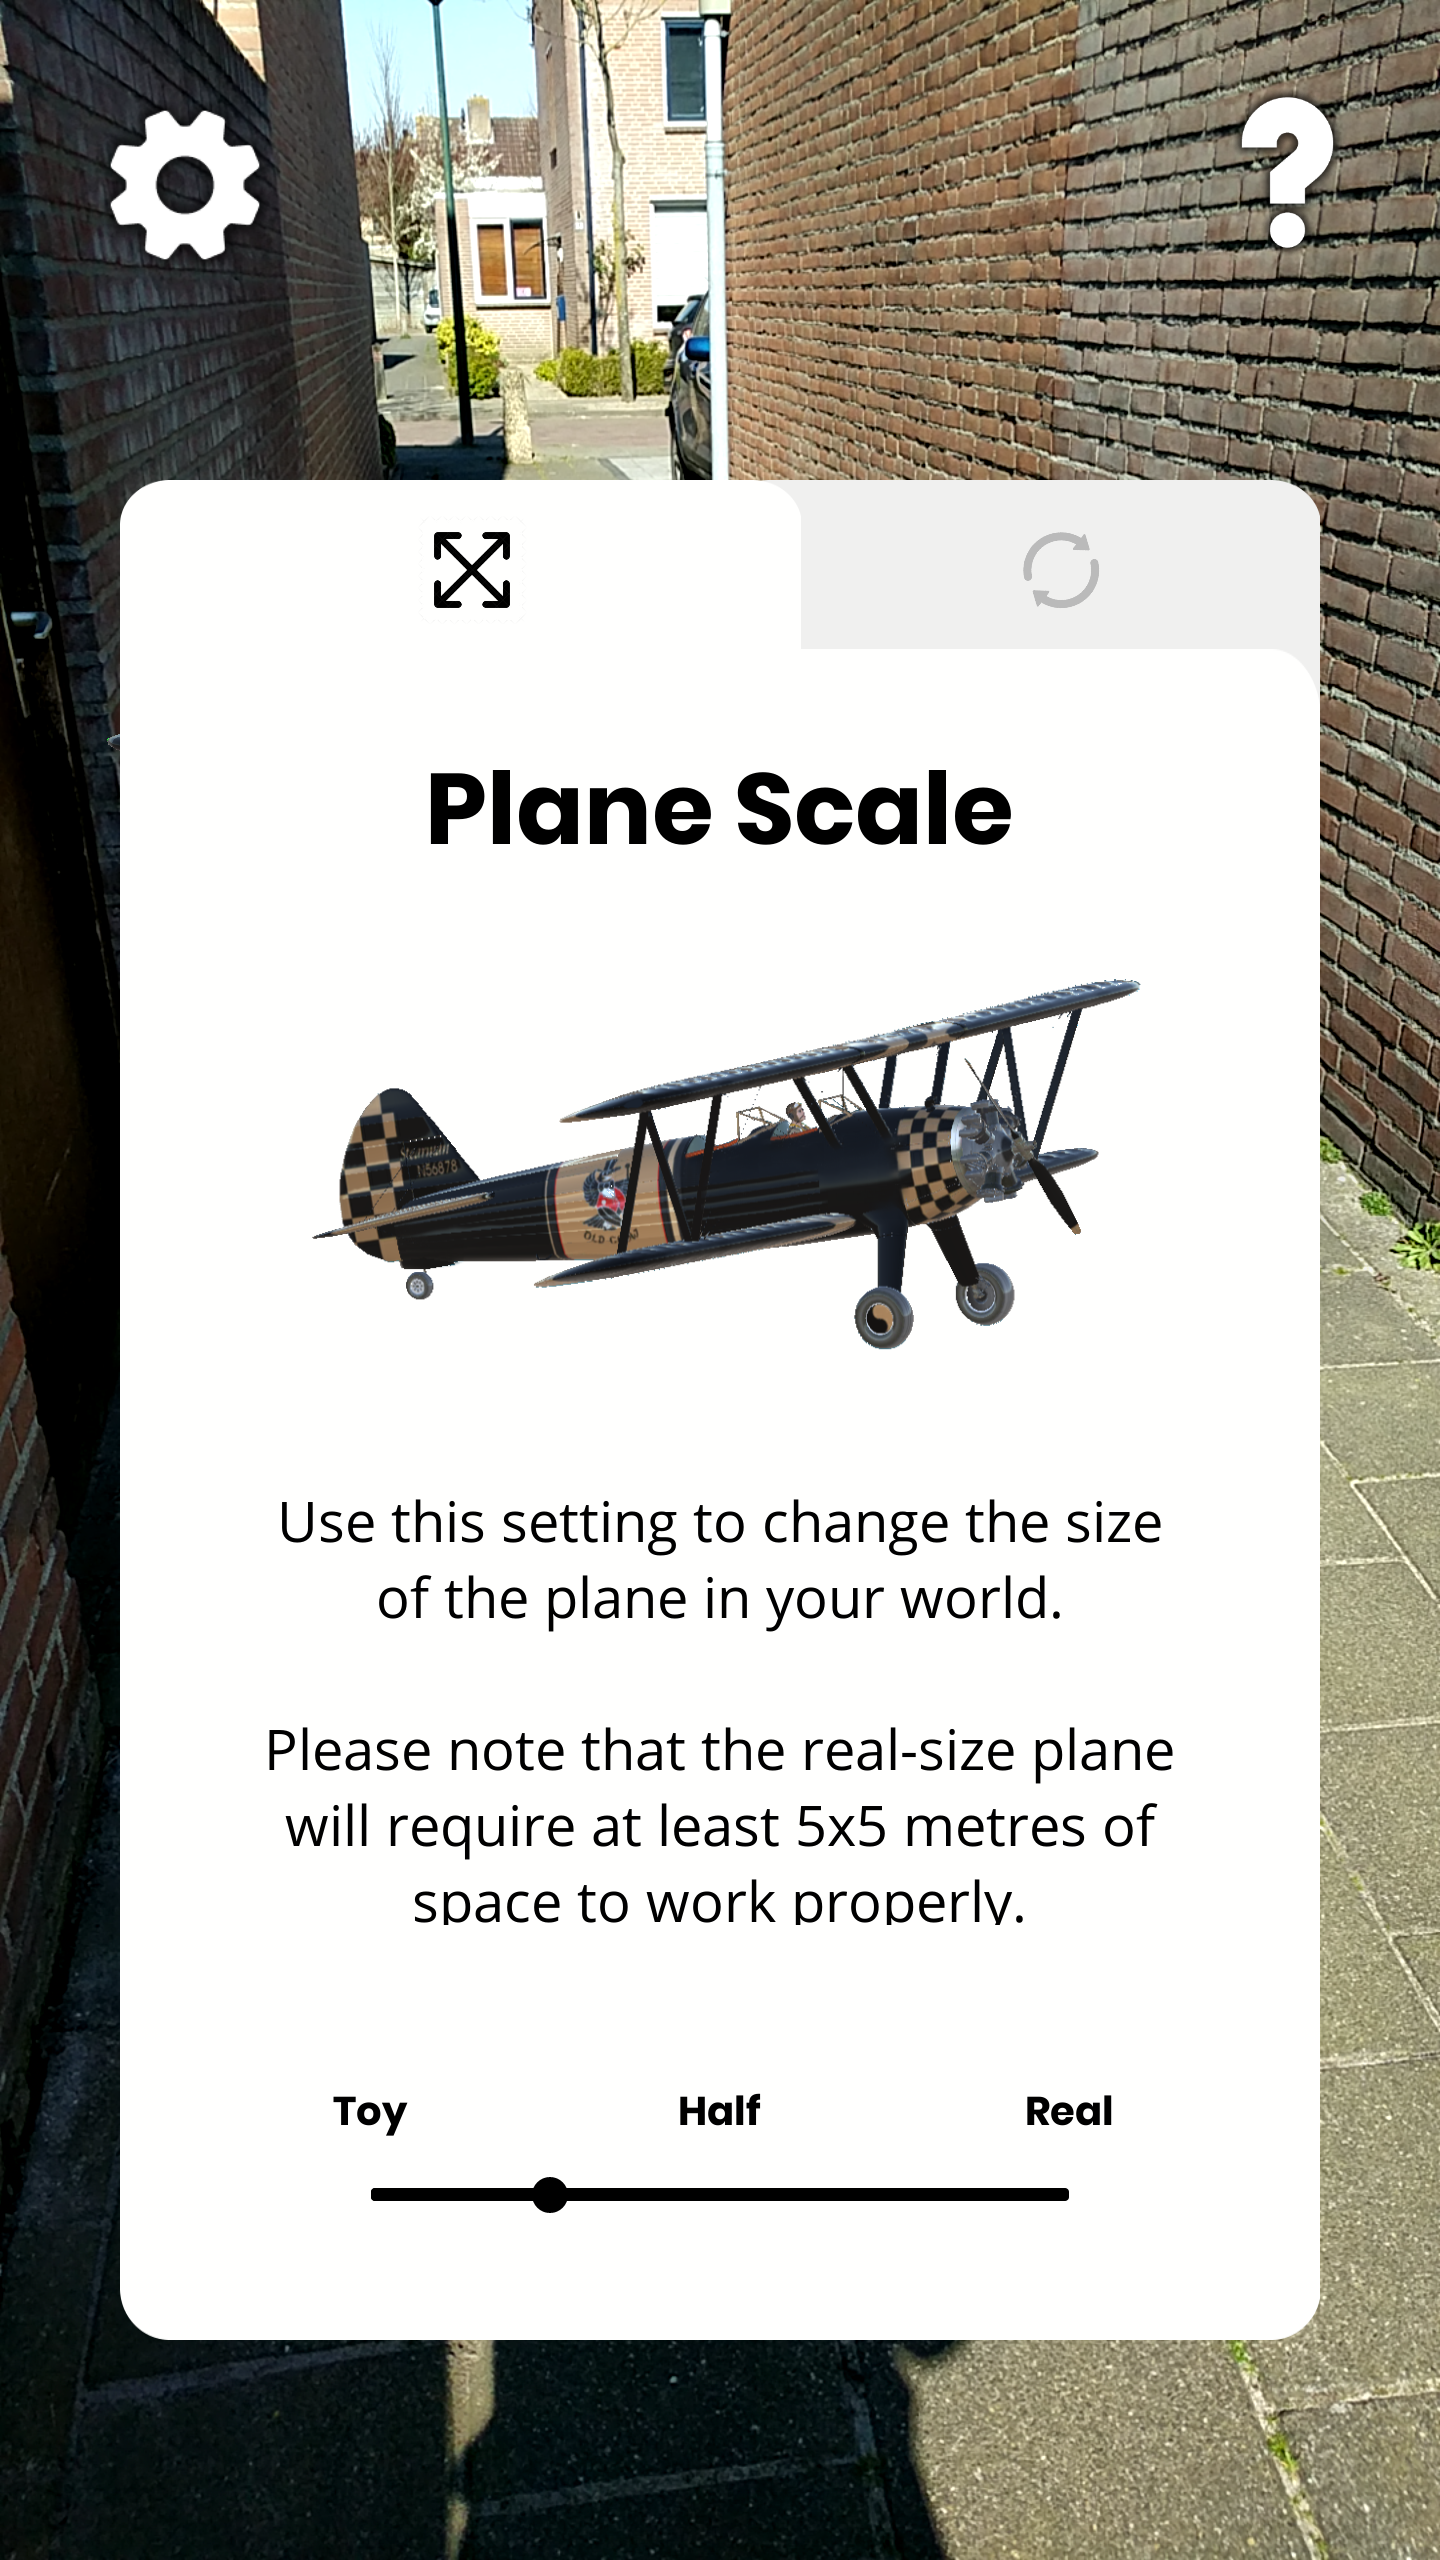 Plane Scale
Stearman
N56878
Use this setting to change the size
of the plane in your world.
Please note that the real-size plane
will require at least 5x5 metres of
space to work properly.
Toy Half Real